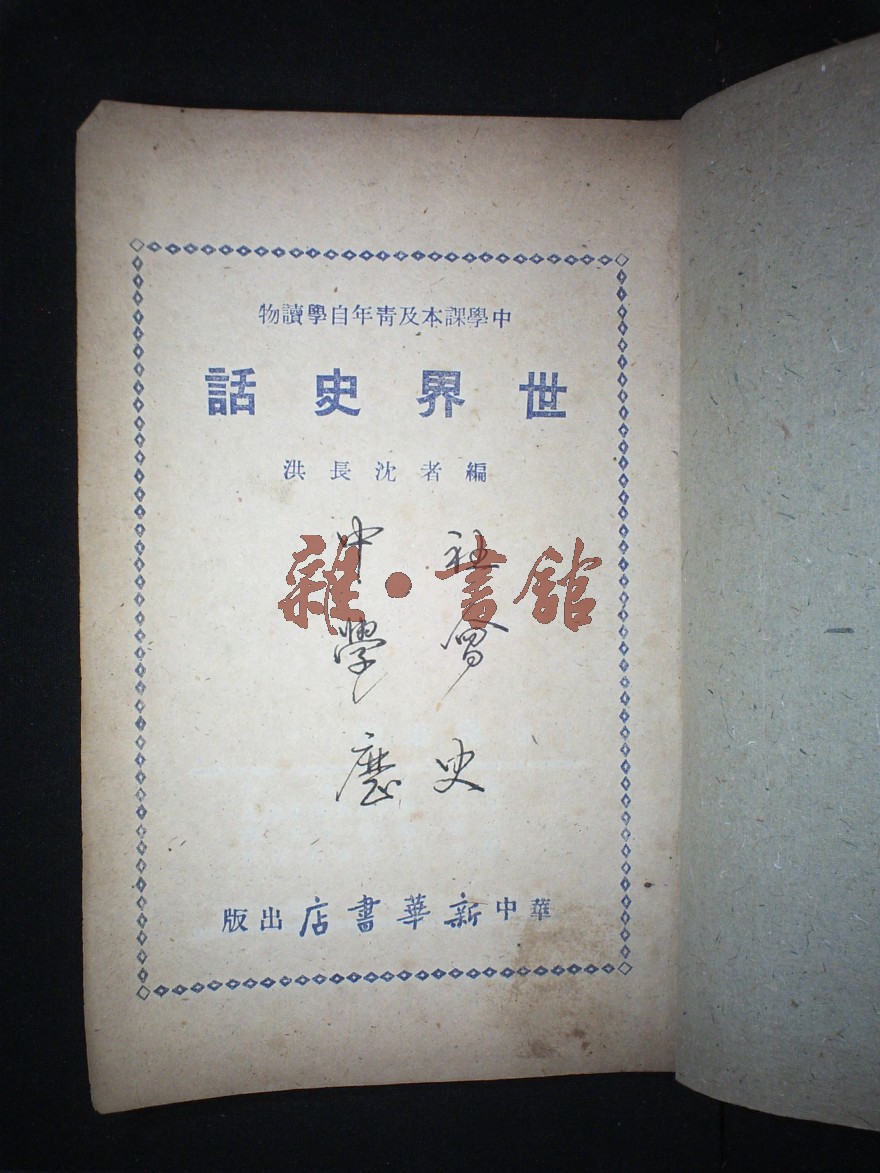 中學課本及青年自學讀物
世界史話
編者沈長洪
雜·書館
社會
中學
歷史
華中新華書店出版